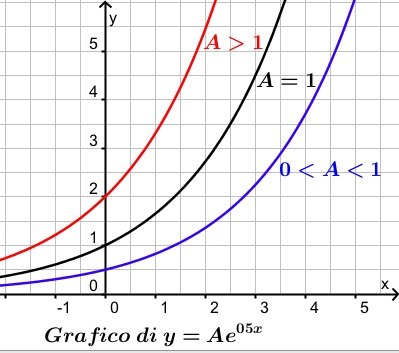 y
5
A > 1
4
A = 1
3
0 < A < 1
2
1
0
x
-1 0 1 2 3 4 5
Grafico di y = Ae^{05x}